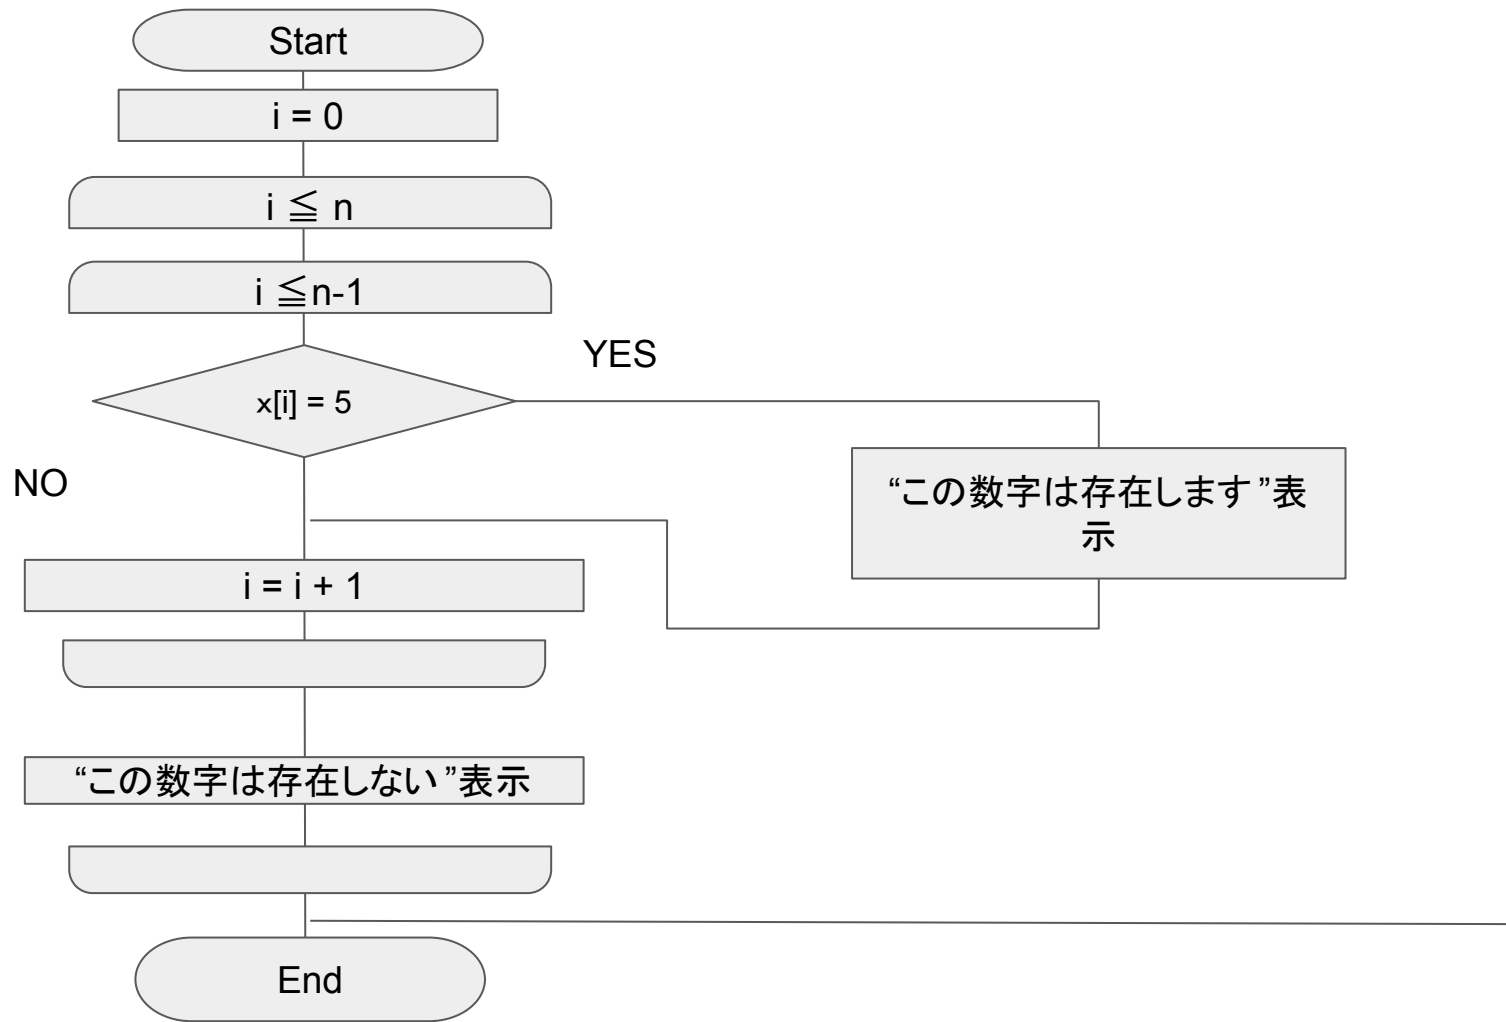 Start
i = 0
i ≦ n
i ≦n-1
YES
x[i] = 5
NO
“この数字は存在します”表
示
i = i + 1
“この数字は存在しない”表示
End